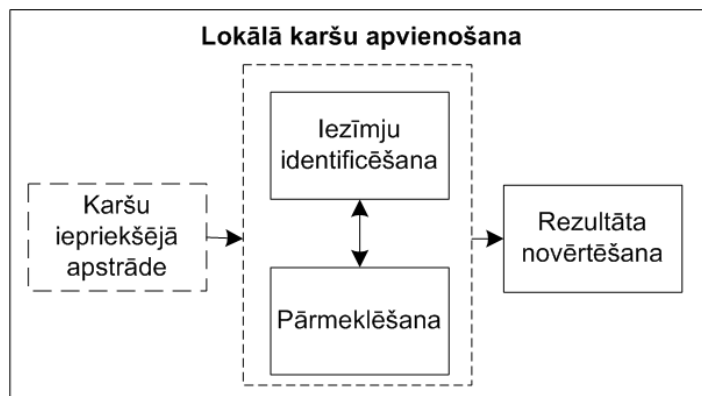 Lokālā karšu apvienošana
Iezīmju
identificēšana
Karšu
iepriekšējā
apstrāde
Rezultāta
novērtēšana
Pārmeklēšana